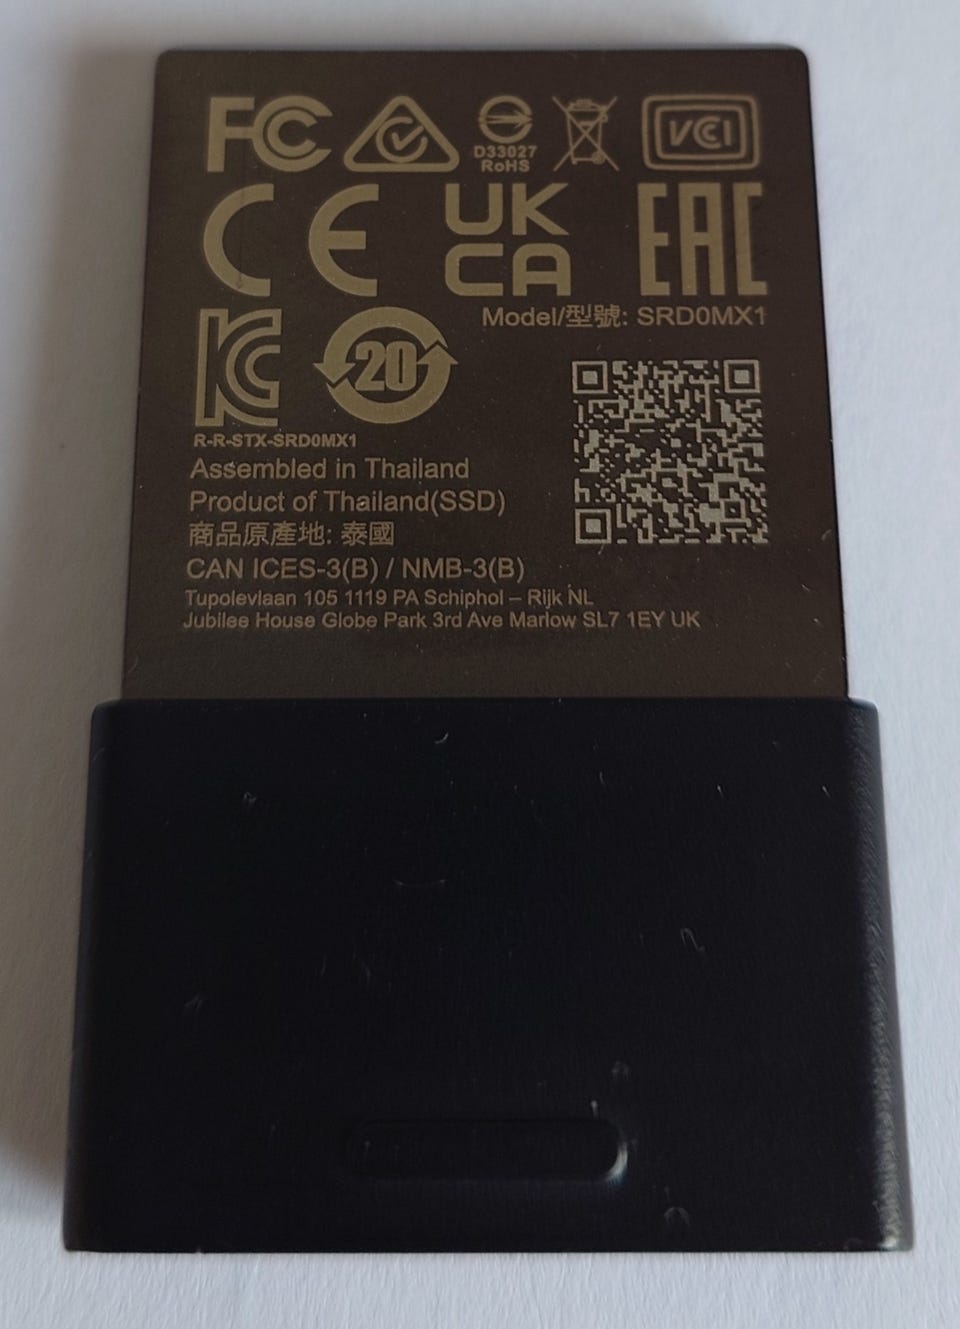 FC
D33027
RoHS
VCCI
CE
UK
CA
EAC
Model/型號: SRD0MX1
KC
20
R-R-STX-SRD0MX1
Assembled in Thailand
Product of Thailand(SSD)
商品原產地: 泰國
CAN ICES-3(B) / NMB-3(B)
Tupolevlaan 105 1119 PA Schiphol – Rijk NL
Jubilee House Globe Park 3rd Ave Marlow SL7 1EY UK